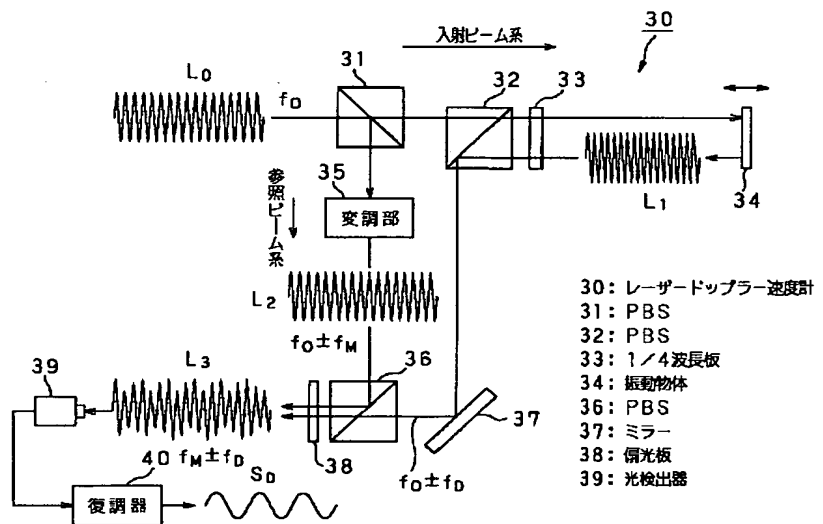 入射ビーム系
30
31
32
33
L0
fO
35
参照ビーム系
変調部
L1
34
L2
fO±fM
36
39
L3
37
38
fO±fD
40
fM±fD
SD
復調器
30: レーザードップラー速度計
31: PBS
32: PBS
33: 1/4波長板
34: 振動物体
36: PBS
37: ミラー
38:偏光板
39: 光検出器